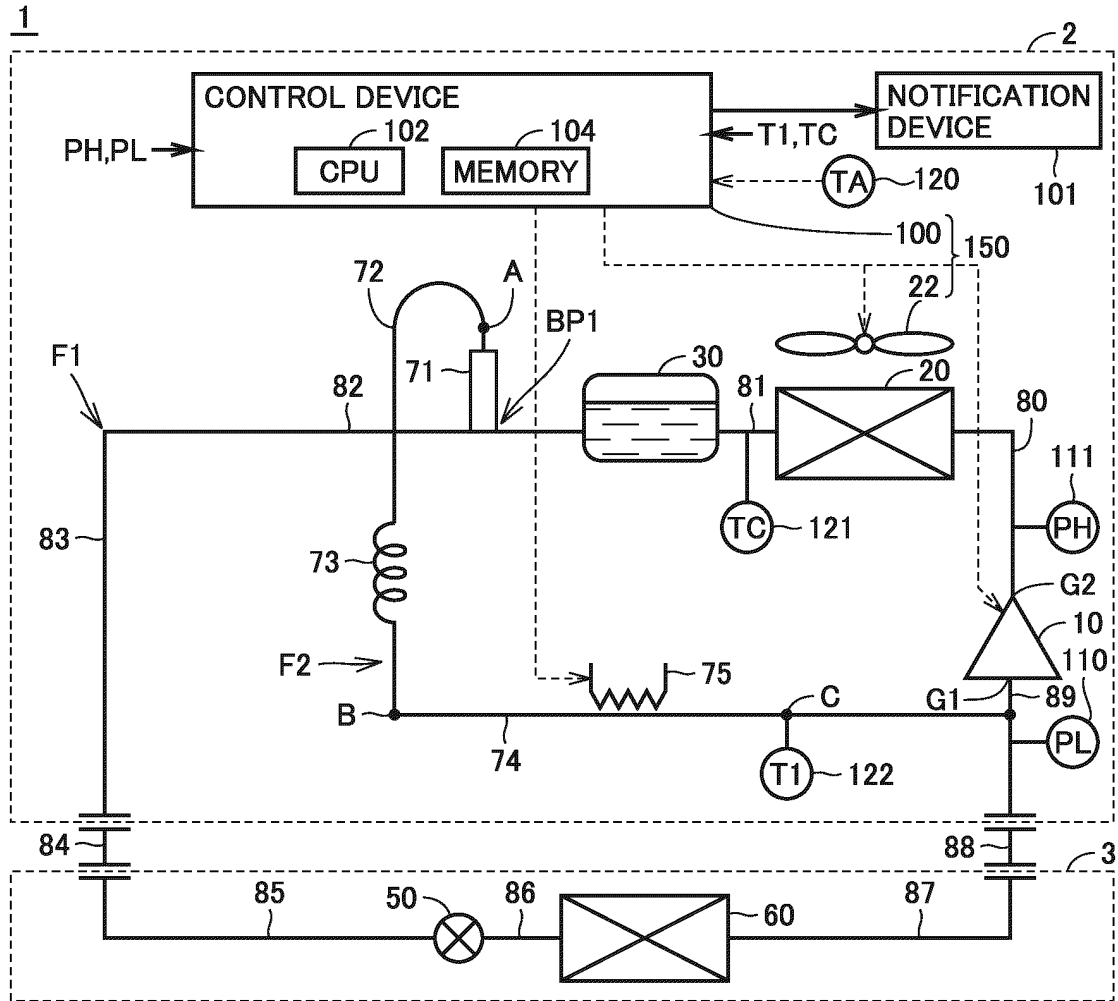 1
2
CONTROL DEVICE
102
CPU
104
MEMORY
PH,PL
T1,TC
NOTIFICATION
DEVICE
101
TA
120
100
150
22
72
A
BP1
F1
71
30
20
82
81
80
111
PH
TC
121
83
73
G2
10
110
F2
75
G1
89
B
C
74
T1
122
PL
84
88
3
85
50
86
60
87